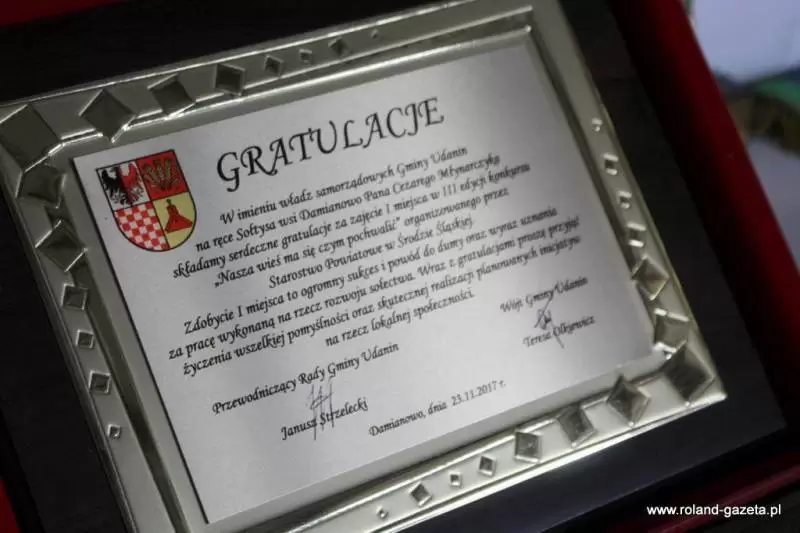 GRATULACJE
W imieniu władz samorządowych Gminy Udanin
na ręce Sołtysa wsi Damianowo Pana Cezarego Młynarczyka
składamy serdeczne gratulacje za zajęcie I miejsca w III edycji konkursu
„Nasza wieś ma się czym pochwalić" organizowanego przez
Starostwo Powiatowe w Środzie Śląskiej.
Zdobycie I miejsca to ogromny sukces i powód do dumy oraz wyraz uznania
za pracę wykonaną na rzecz rozwoju sołectwa. Wraz z gratulacjami proszę przyjąć
życzenia wszelkiej pomyślności oraz skutecznej realizacji planowanych inicjatyw
na rzecz lokalnej społeczności.
Przewodniczący Rady Gminy Udanin
Janusz Strzelecki
Wójt Gminy Udanin
Teresa Olkiewicz
Damianowo, dnia 23.11.2017 r.
www.roland-gazeta.pl